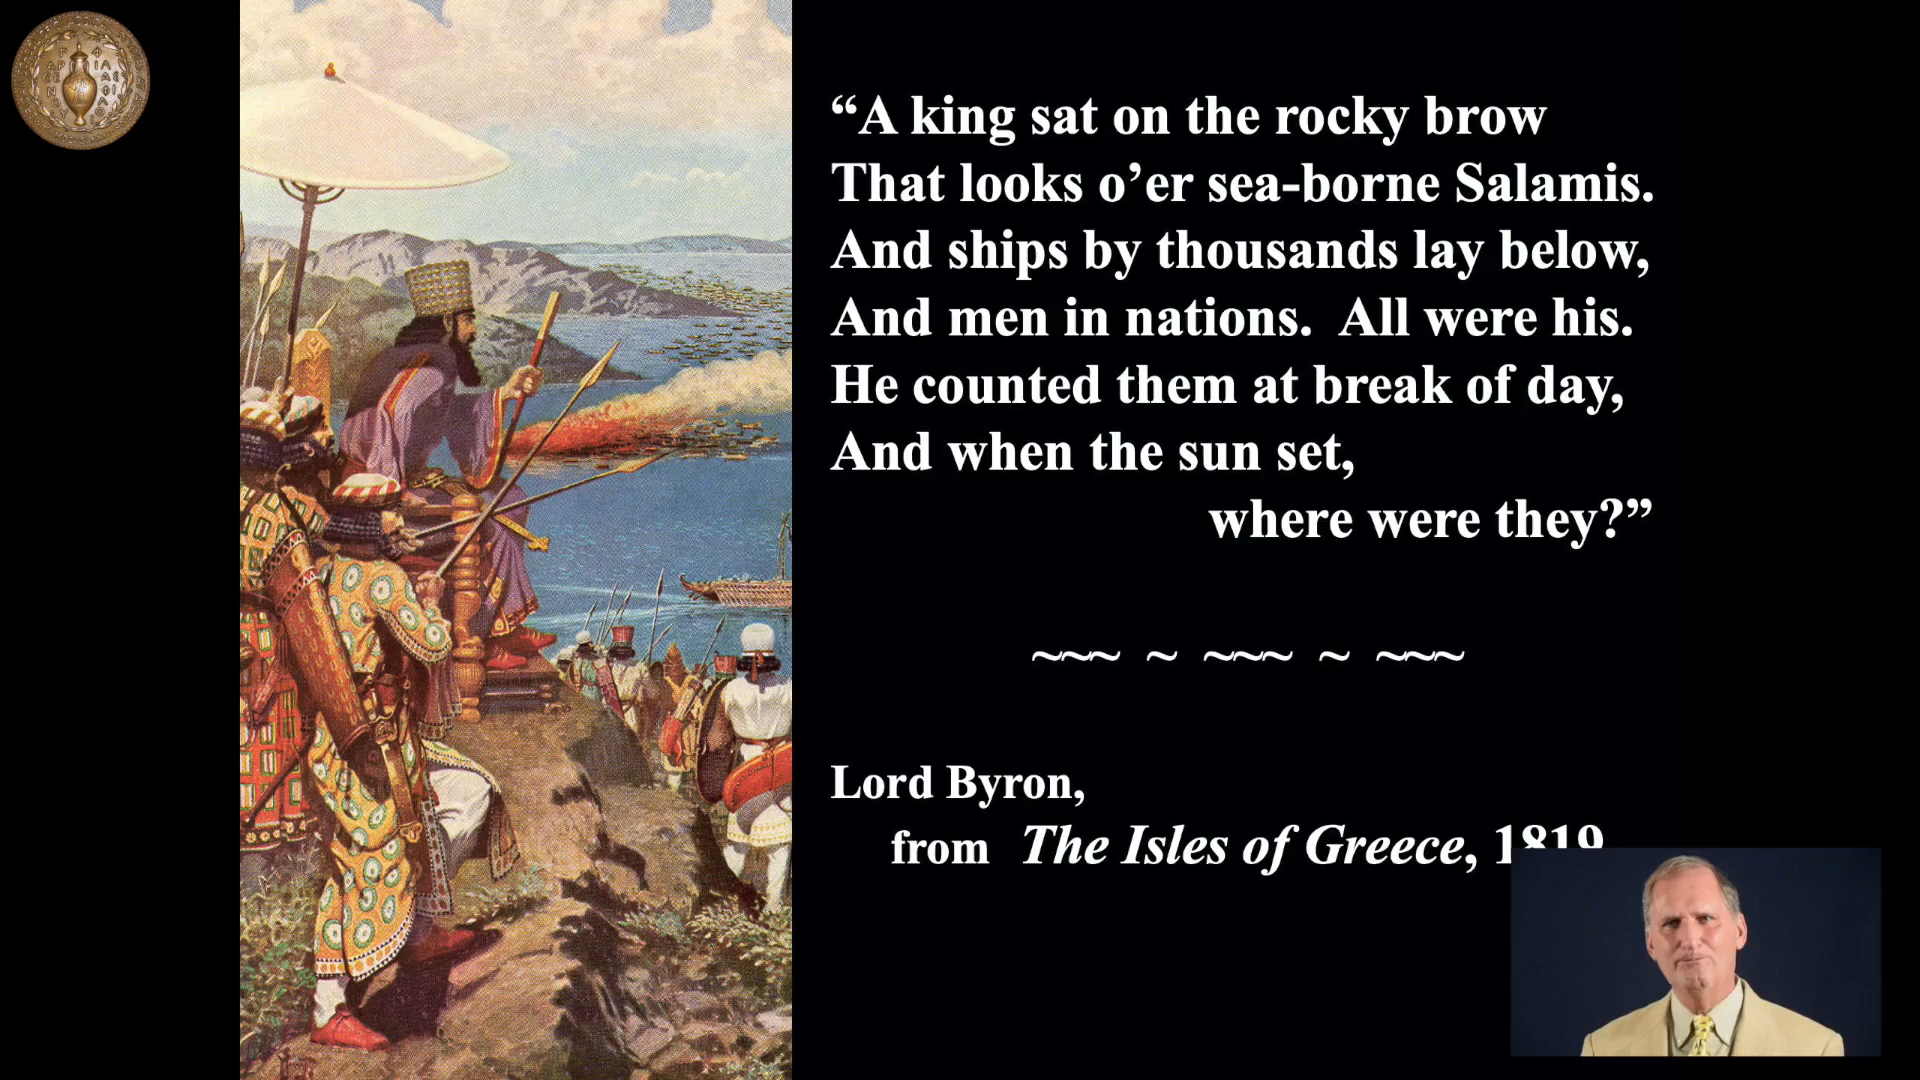 “A king sat on the rocky brow
That looks o’er sea-borne Salamis.
And ships by thousands lay below,
And men in nations.  All were his.
He counted them at break of day,
And when the sun set,
where were they?”
~~~ ~ ~~~ ~ ~~~
Lord Byron,
from The Isles of Greece, 1819